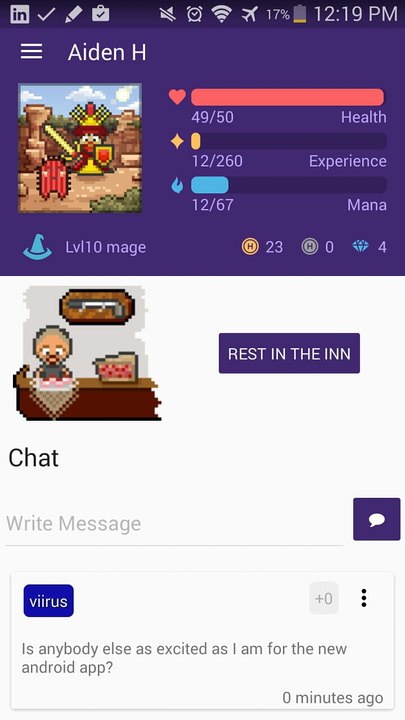 in 17% 12:19 PM
Aiden H
49/50 Health
12/260 Experience
12/67 Mana
Lvl10 mage H 23 H 0 4
REST IN THE INN
Chat
Write Message
viirus +0
Is anybody else as excited as I am for the new
android app?
0 minutes ago